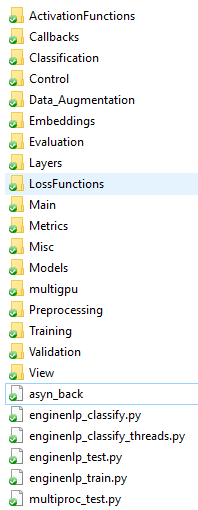 ActivationFunctions
Callbacks
Classification
Control
Data_Augmentation
Embeddings
Evaluation
Layers
LossFunctions
Main
Metrics
Misc
Models
multigpu
Preprocessing
Training
Validation
View
asyn_back
enginenlp_classify.py
enginenlp_classify_threads.py
enginenlp_test.py
enginenlp_train.py
multiproc_test.py